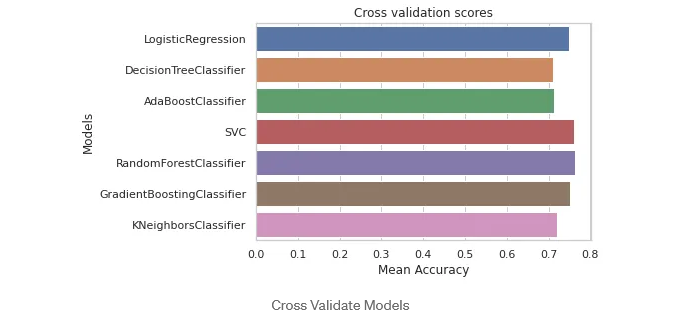 Cross validation scores
LogisticRegression
DecisionTreeClassifier
AdaBoostClassifier
SVC
RandomForestClassifier
GradientBoostingClassifier
KNeighborsClassifier
Models
0.0 0.1 0.2 0.3 0.4 0.5 0.6 0.7 0.8
Mean Accuracy
Cross Validate Models